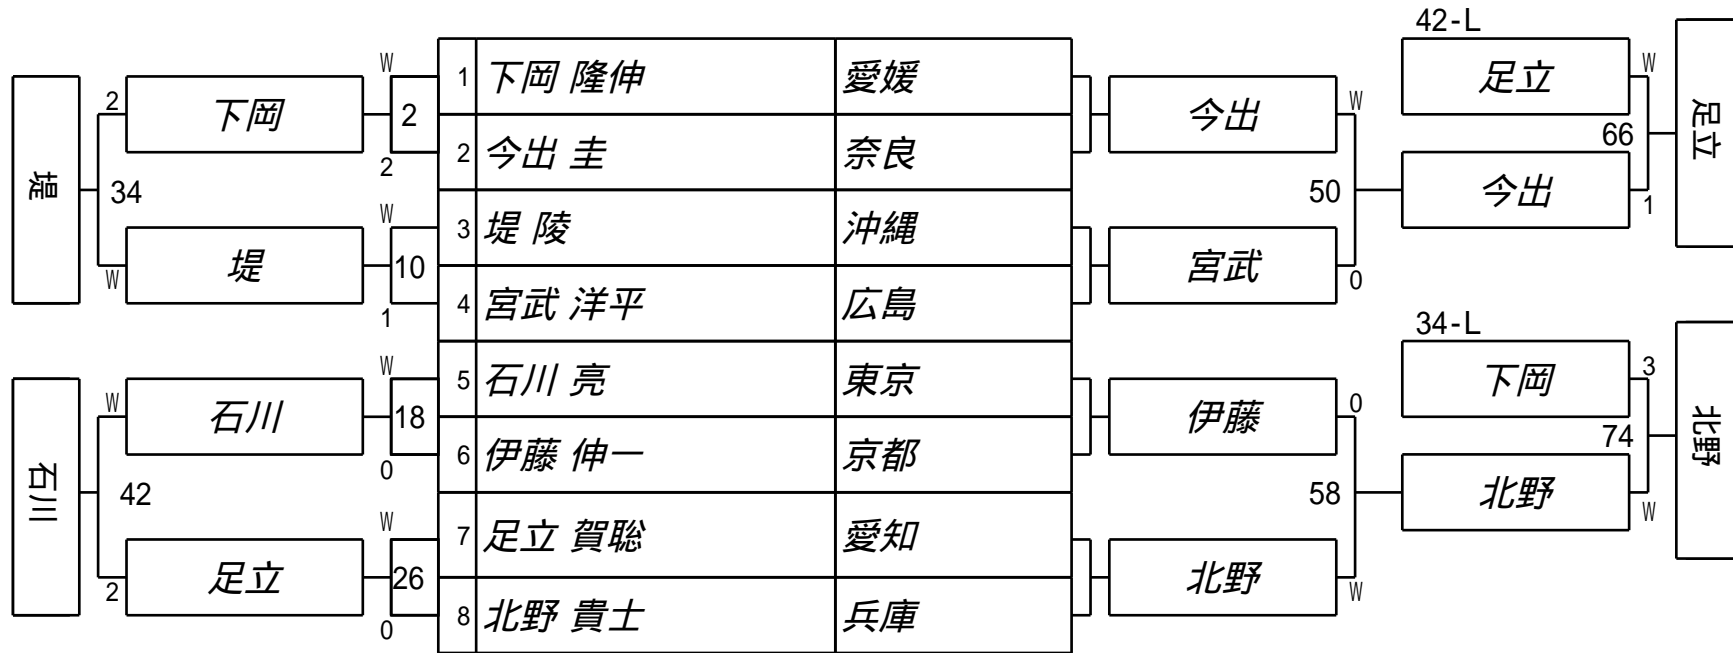 42-L
W
1 下岡 隆伸 愛媛
足立 W
2 下岡 2
今出 W
66 足立
2 今出 圭 奈良
2
堤 34
50 今出 1
W
3 堤 陵 沖縄
W 堤 10
宮武 0
4 宮武 洋平 広島
1
34-L
W
5 石川 亮 東京
下岡 3
W 石川 18
伊藤 0
74 北野
6 伊藤 伸一 京都
0
石川 42
58 北野 W
W
7 足立 賀聡 愛知
2 足立 26
北野 W
8 北野 貴士 兵庫
0